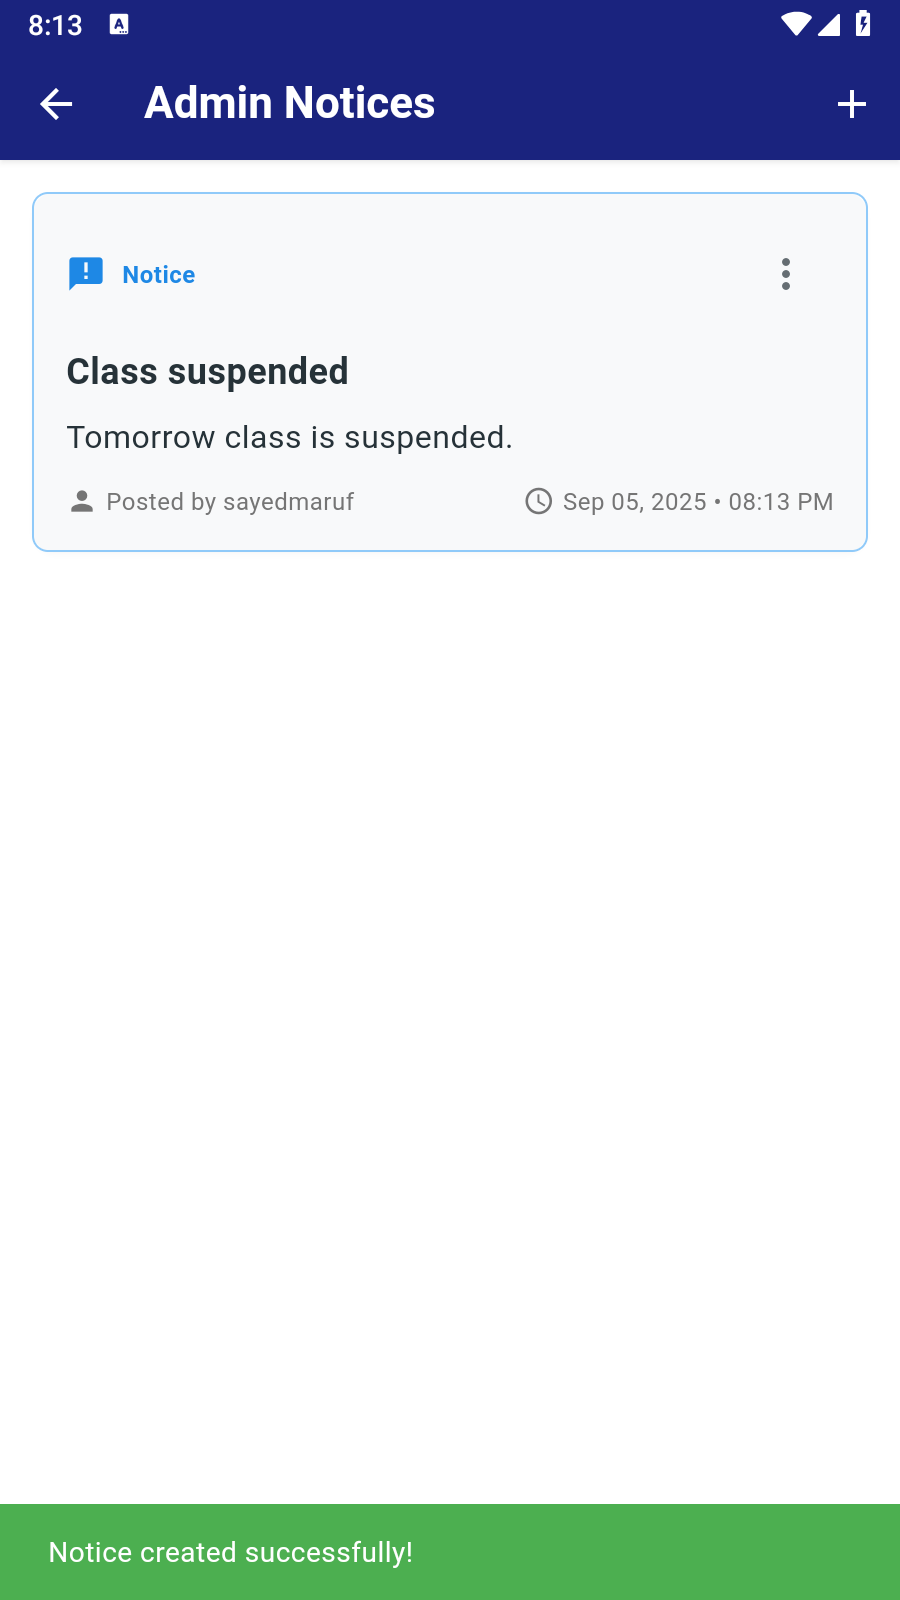 8:13
Admin Notices
Notice
Class suspended
Tomorrow class is suspended.
Posted by sayedmaruf
Sep 05, 2025 • 08:13 PM
Notice created successfully!